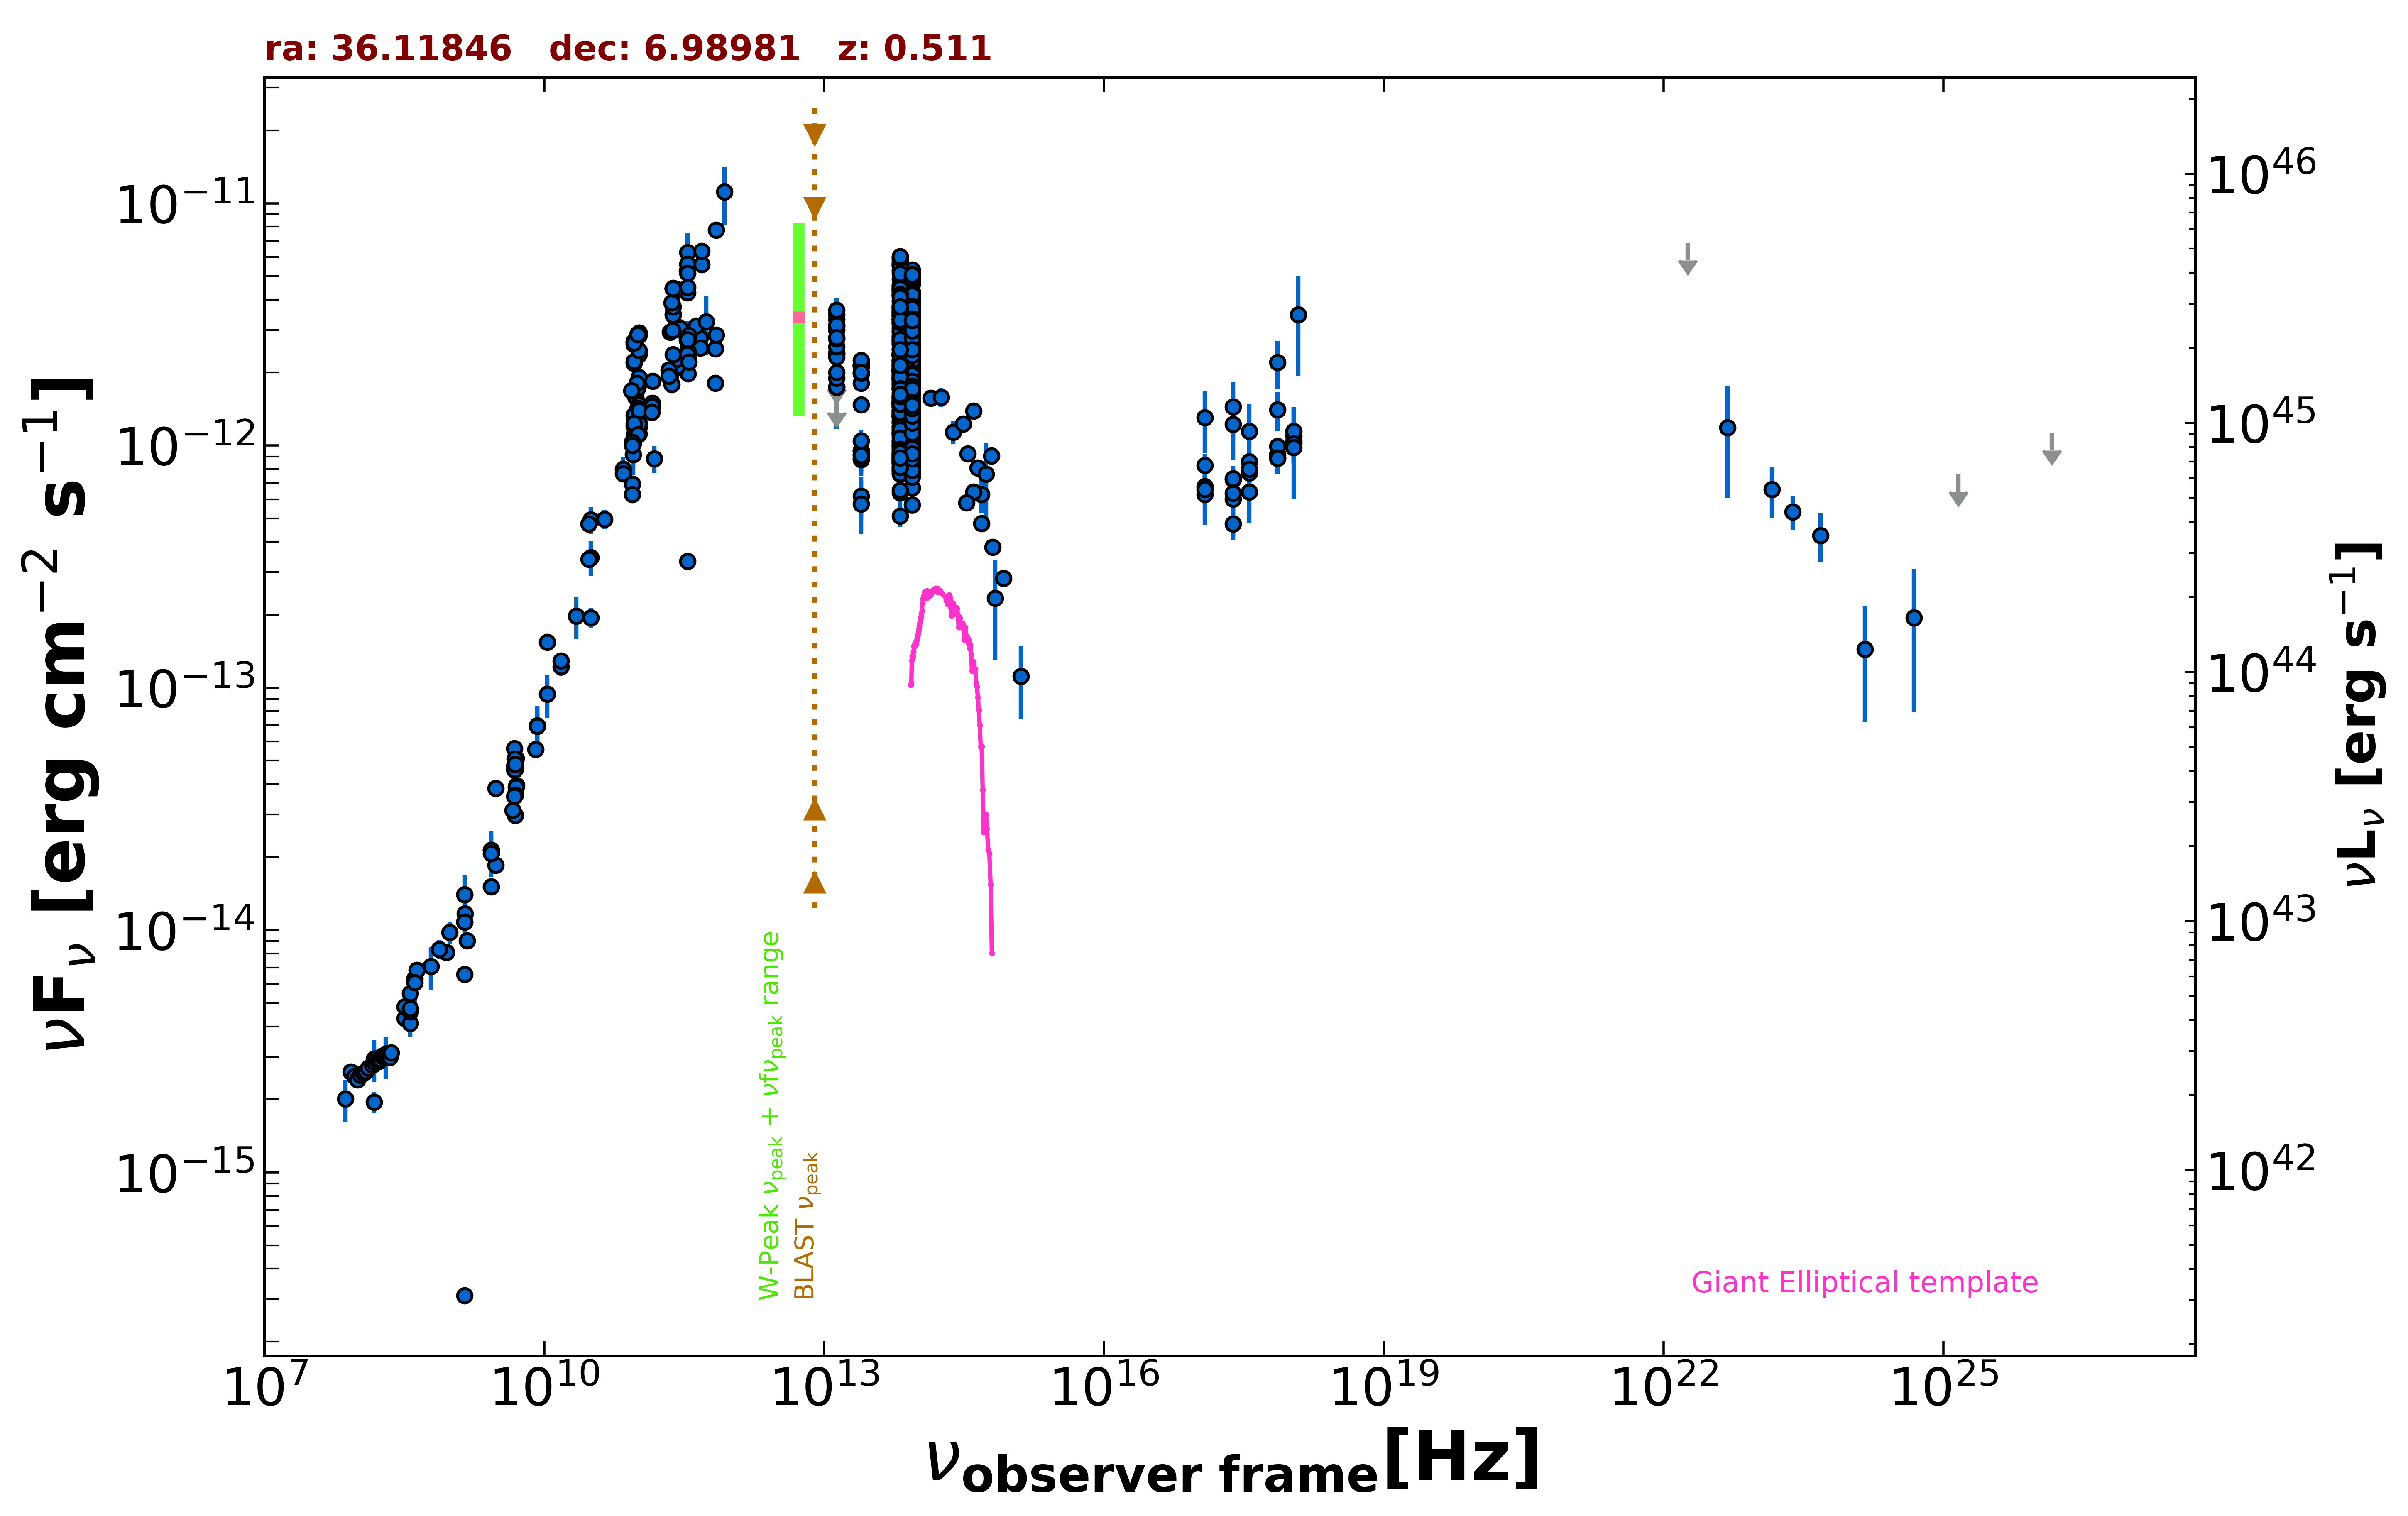 ra: 36.11846 dec: 6.98981 z: 0.511
νFν [erg cm−2 s−1]
10−11
10−12
10−13
10−14
10−15
1046
1045
1044
1043
1042
νLν [erg s−1]
W-Peak νpeak + νfνpeak range
BLAST νpeak
Giant Elliptical template
107 1010 1013 1016 1019 1022 1025
νobserver frame[Hz]